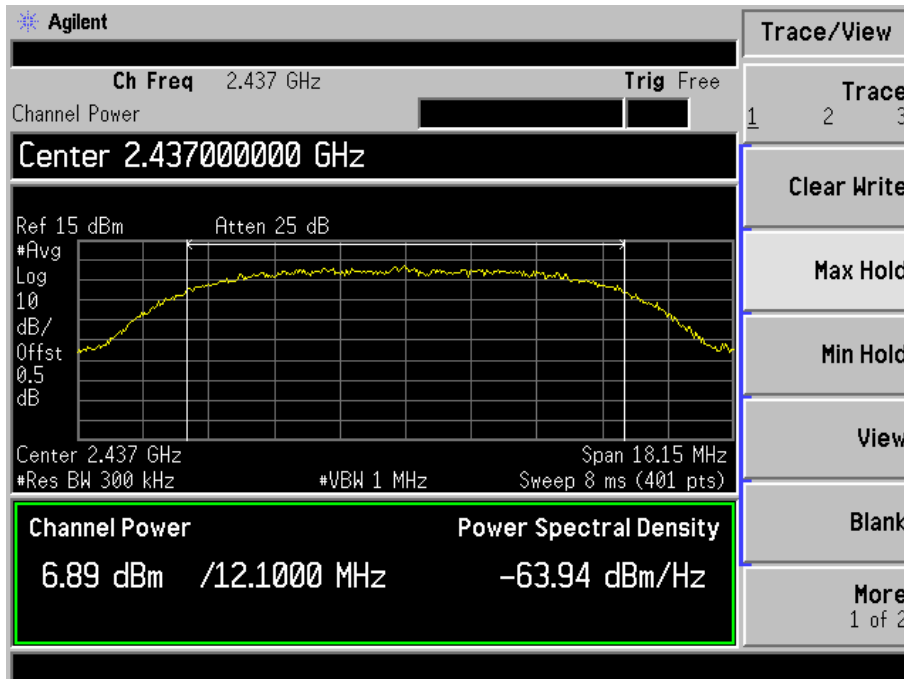 Agilent
Ch Freq 2.437 GHz Trig Free
Channel Power
Center 2.437000000 GHz
Ref 15 dBm Atten 25 dB
#Avg
Log
10
dB/
Offst
0.5
dB
Center 2.437 GHz Span 18.15 MHz
#Res BW 300 kHz #VBW 1 MHz Sweep 8 ms (401 pts)
Channel Power Power Spectral Density
6.89 dBm /12.1000 MHz -63.94 dBm/Hz
Trace/View
Trace
1 2 3
Clear Write
Max Hold
Min Hold
View
Blank
More
1 of 2